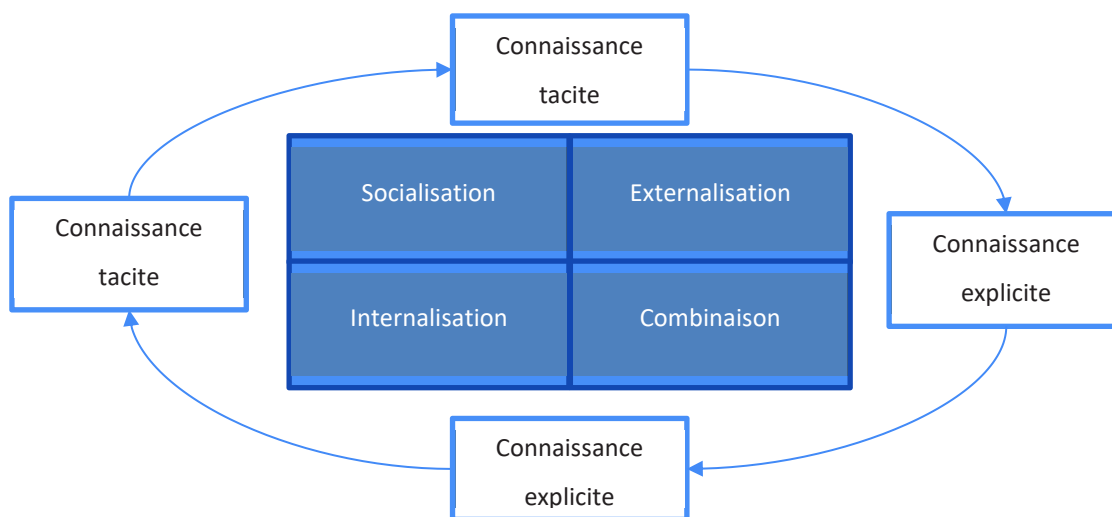 Connaissance
tacite
Socialisation
Externalisation
Connaissance
tacite
Connaissance
explicite
Internalisation
Combinaison
Connaissance
explicite